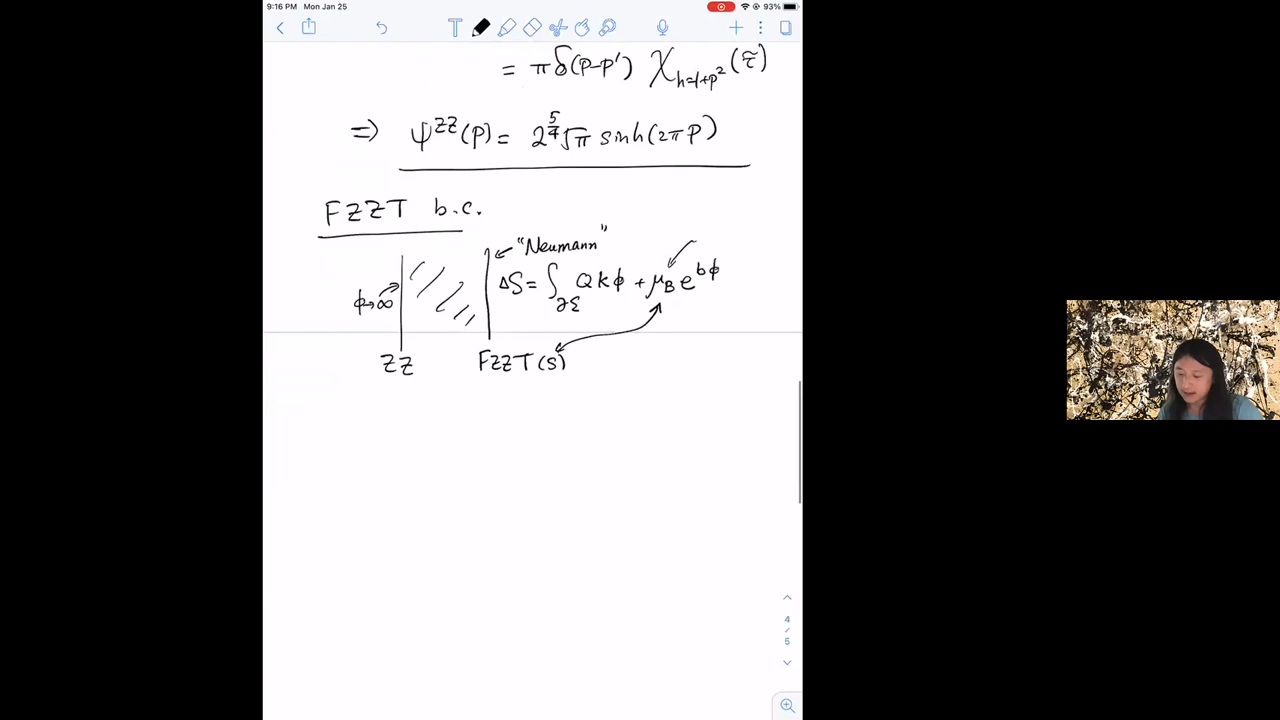 9:16 PM Mon Jan 25
93%
= πδ(p-p') χ_{h=1+p²}(τ̃)
⇒ ψ^{ZZ}(p) = 2^{5/4}√π sinh(2πp)
FZZT b.c.
"Neumann"
ΔS = ∫_{∂Σ} QKφ + μ_B e^{bφ}
φ→∞
ZZ FZZT(s)
4
/
5